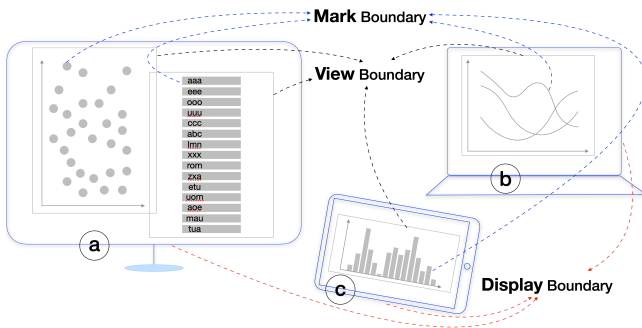 Mark Boundary
View Boundary
aaa
eee
ooo
uuu
ccc
abc
lmn
xxx
rom
zxa
etu
uom
aoe
mau
tua
a
b
c
Display Boundary